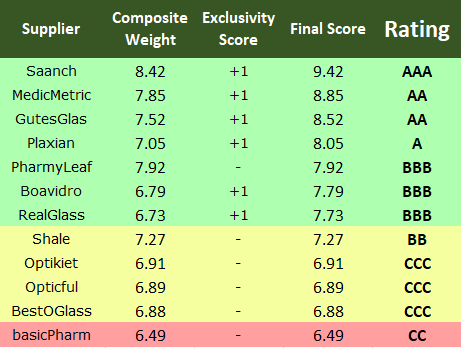 Supplier Composite Weight Exclusivity Score Final Score Rating
Saanch 8.42 +1 9.42 AAA
MedicMetric 7.85 +1 8.85 AA
GutesGlas 7.52 +1 8.52 AA
Plaxian 7.05 +1 8.05 A
PharmyLeaf 7.92 - 7.92 BBB
Boavidro 6.79 +1 7.79 BBB
RealGlass 6.73 +1 7.73 BBB
Shale 7.27 - 7.27 BB
Optikiet 6.91 - 6.91 CCC
Opticful 6.89 - 6.89 CCC
BestOGlass 6.88 - 6.88 CCC
basicPharm 6.49 - 6.49 CC